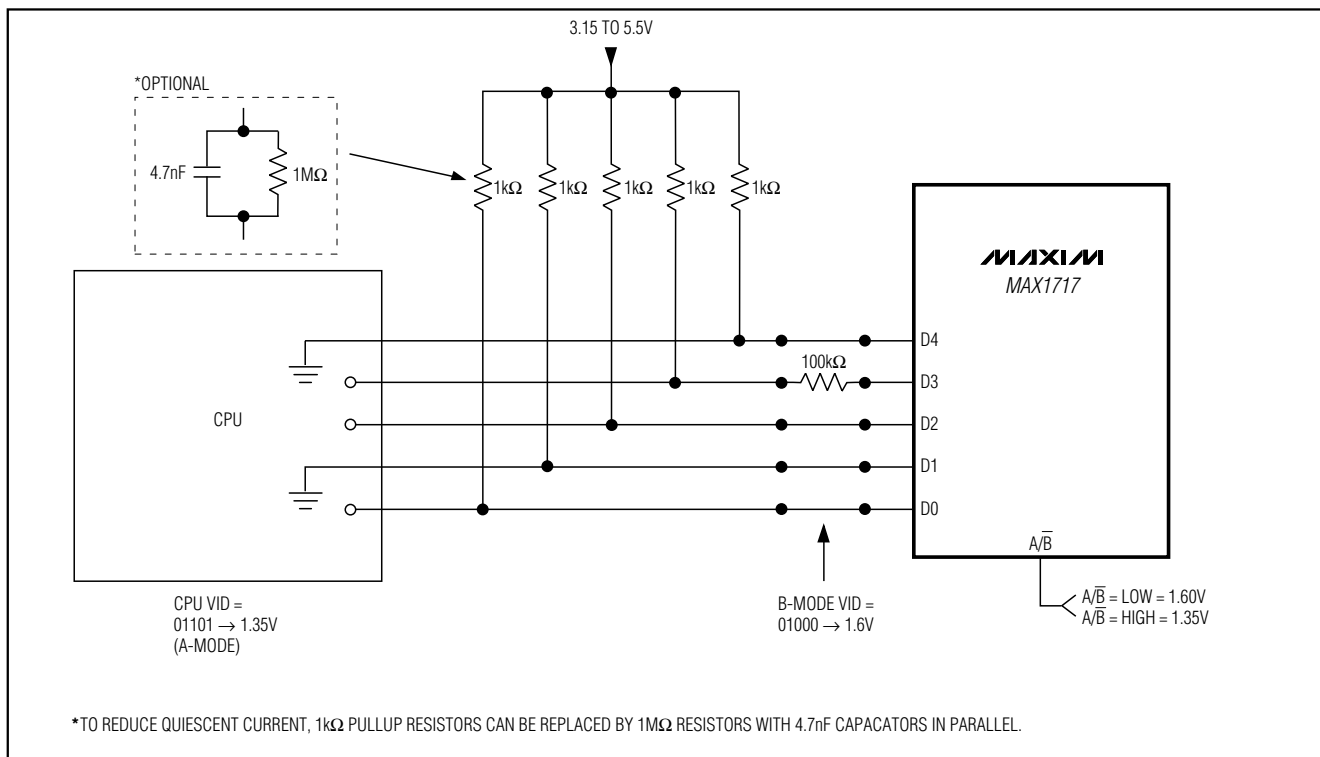 3.15 TO 5.5V
*OPTIONAL
4.7nF
1MΩ
1kΩ
1kΩ
1kΩ
1kΩ
1kΩ
MAXIM
MAX1717
D4
100kΩ
D3
CPU
D2
D1
D0
A/B̅
CPU VID =
01101 → 1.35V
(A-MODE)
B-MODE VID =
01000 → 1.6V
A/B̅ = LOW = 1.60V
A/B̅ = HIGH = 1.35V
*TO REDUCE QUIESCENT CURRENT, 1kΩ PULLUP RESISTORS CAN BE REPLACED BY 1MΩ RESISTORS WITH 4.7nF CAPACATORS IN PARALLEL.